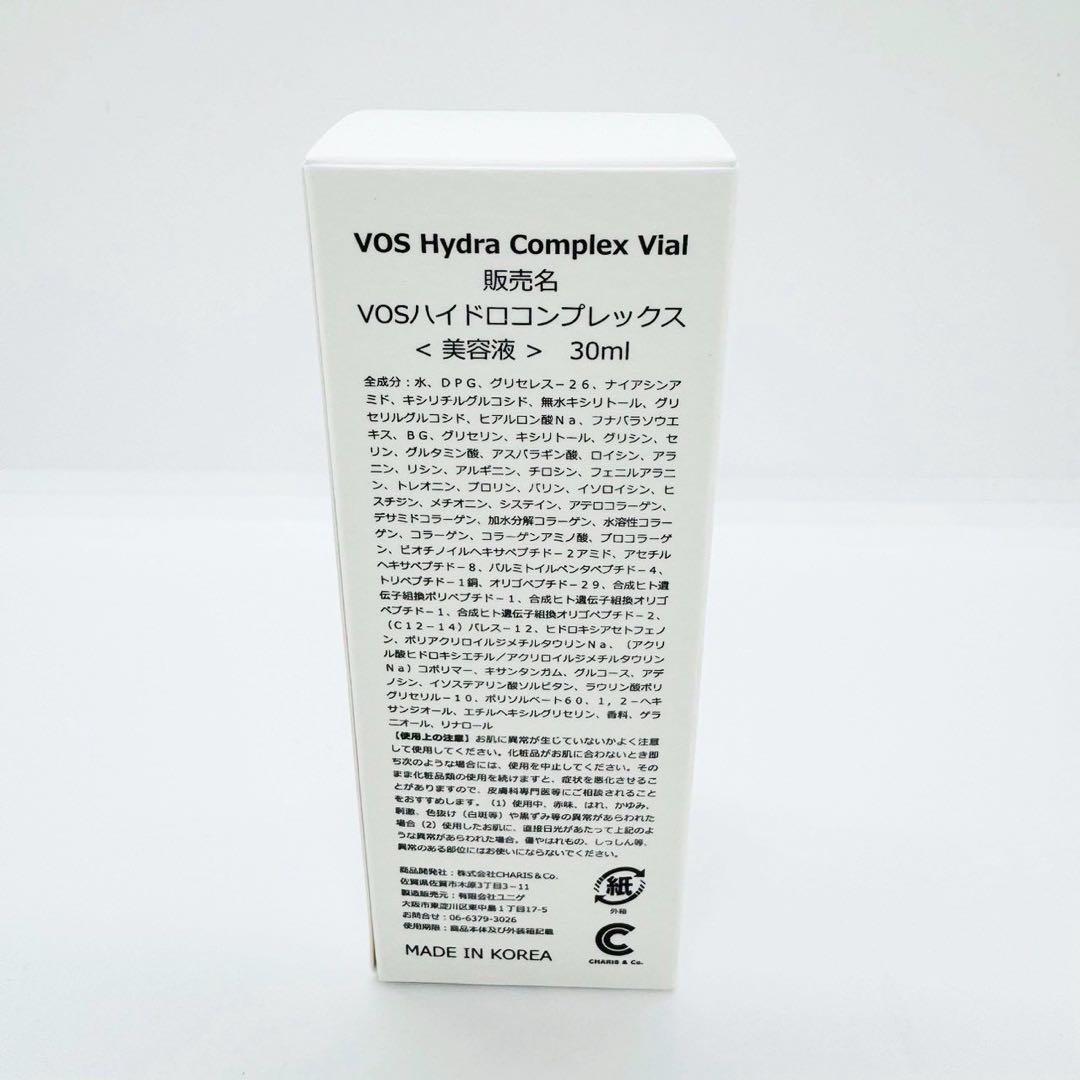 VOS Hydra Complex Vial
販売名
VOSハイドロコンプレックス
< 美容液 > 30ml
全成分：水、DPG、グリセレス－26、ナイアシンア
ミド、キシリチルグルコシド、無水キシリトール、グリ
セリルグルコシド、ヒアルロン酸Na、フナバラソウエ
キス、BG、グリセリン、キシリトール、グリシン、セ
リン、グルタミン酸、アスパラギン酸、ロイシン、アラ
ニン、リシン、アルギニン、チロシン、フェニルアラニ
ン、トレオニン、プロリン、バリン、イソロイシン、ヒ
スチジン、メチオニン、システイン、アテロコラーゲン、
デサミドコラーゲン、加水分解コラーゲン、水溶性コラー
ゲン、コラーゲン、コラーゲンアミノ酸、プロコラーゲ
ン、ビオチノイルヘキサペプチド－2アミド、アセチル
ヘキサペプチド－8、パルミトイルペンタペプチド－4、
トリペプチド－1銅、オリゴペプチド－29、合成ヒト遺
伝子組換ポリペプチド－1、合成ヒト遺伝子組換オリゴ
ペプチド－1、合成ヒト遺伝子組換オリゴペプチド－2、
（C12－14）パレス－12、ヒドロキシアセトフェノ
ン、ポリアクリロイルジメチルタウリンNa、（アクリ
ル酸ヒドロキシエチル／アクリロイルジメチルタウリン
Na）コポリマー、キサンタンガム、グルコース、アデ
ノシン、イソステアリン酸ソルビタン、ラウリン酸ポリ
グリセリル－10、ポリソルベート60、1，2－ヘキ
サンジオール、エチルヘキシルグリセリン、香料、ゲラ
ニオール、リナロール
【使用上の注意】お肌に異常が生じていないかよく注意
して使用してください。化粧品がお肌に合わないとき即
ち次のような場合には、使用を中止してください。その
まま化粧品類の使用を続けますと、症状を悪化させるこ
とがありますので、皮膚科専門医等にご相談されること
をおすすめします。（1）使用中、赤味、はれ、かゆみ、
刺激、色抜け（白斑等）や黒ずみ等の異常があらわれた
場合（2）使用したお肌に、直接日光があたって上記のよ
うな異常があらわれた場合。傷やはれもの、しっしん等、
異常のある部位にはお使いにならないでください。
商品開発社：株式会社CHARIS＆Co.
佐賀県佐賀市木原3丁目3－11
製造販売元：有限会社ユニゲ
大阪市東淀川区東中島１丁目17-5
お問合せ：06-6379-3026
使用期限：商品本体及び外装箱記載
MADE IN KOREA
紙
外箱
CHARIS & Co.